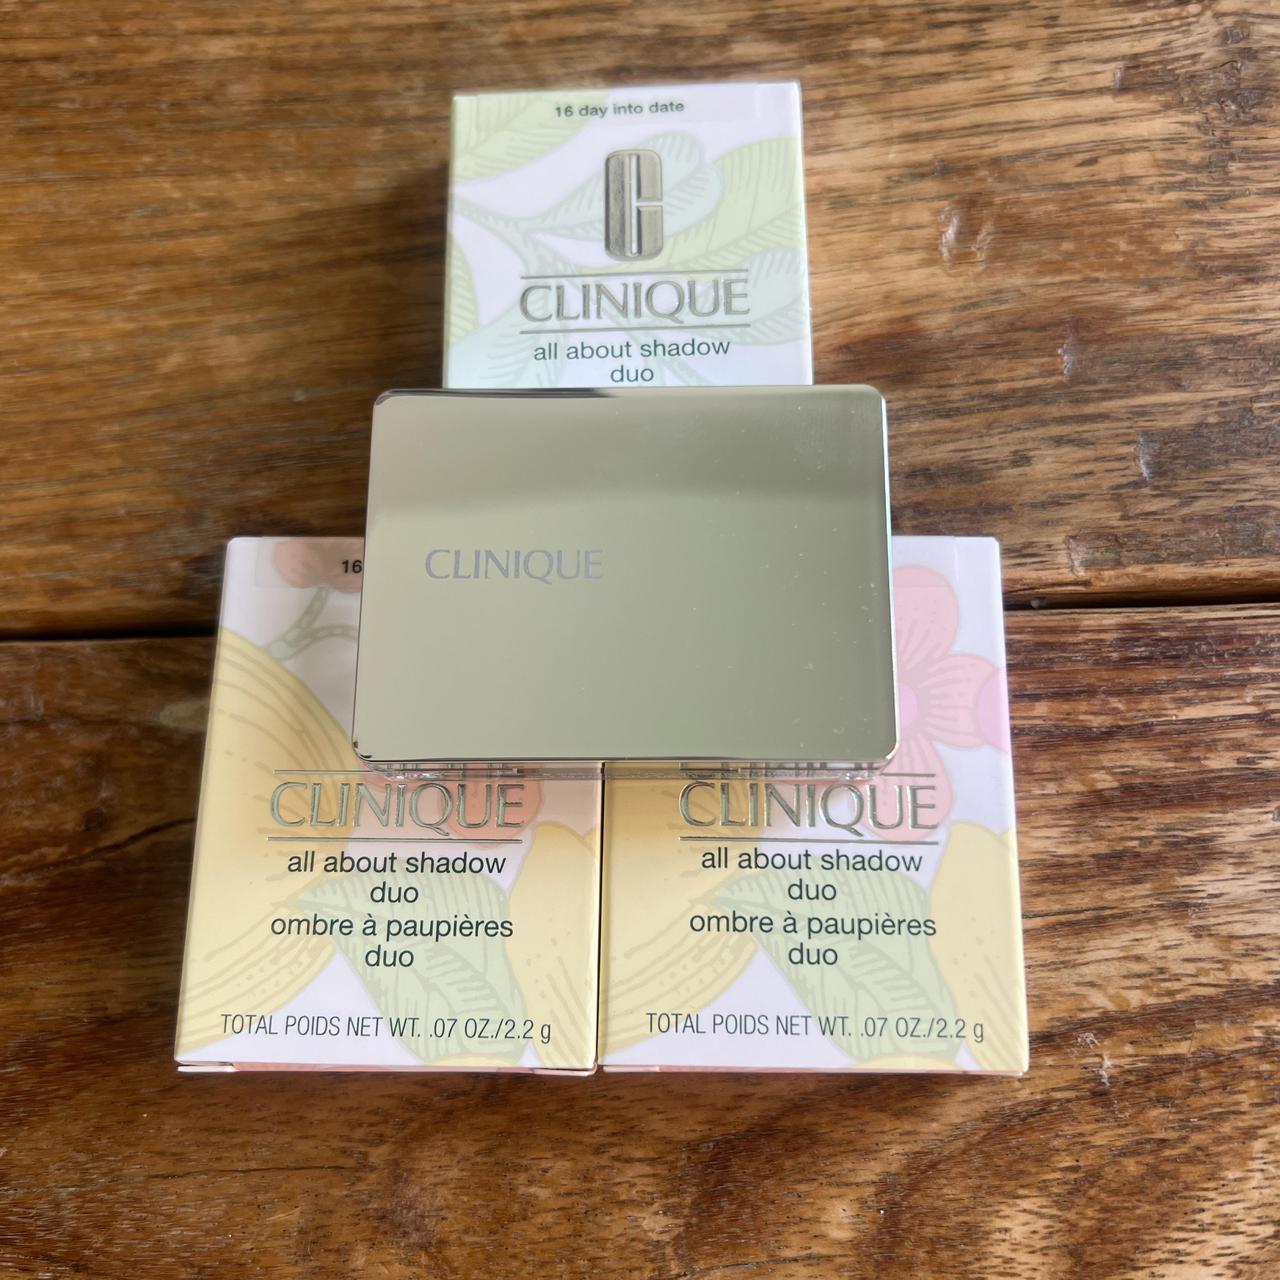 16 day into date
CLINIQUE
all about shadow
duo
CLINIQUE
16
CLINIQUE
all about shadow
duo
ombre à paupières
duo
TOTAL POIDS NET WT. .07 OZ./2.2 g
CLINIQUE
all about shadow
duo
ombre à paupières
duo
TOTAL POIDS NET WT. .07 OZ./2.2 g